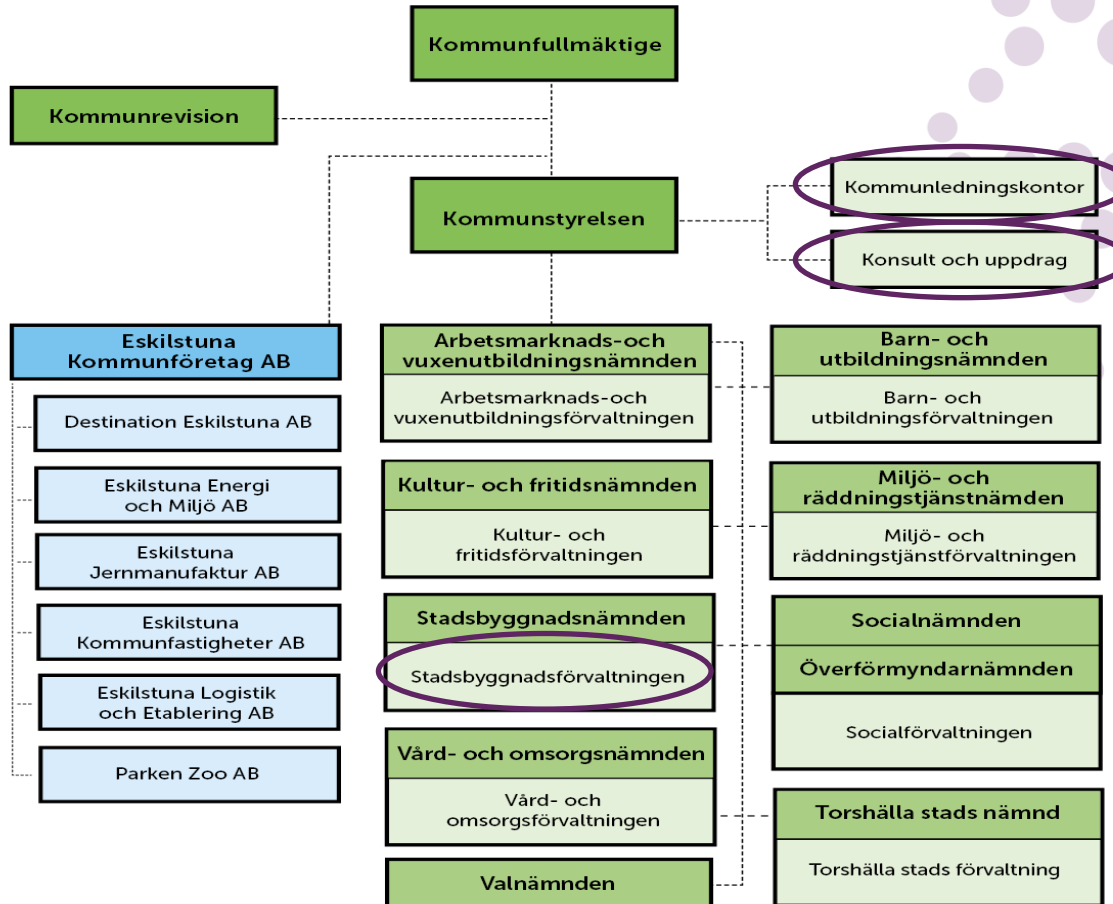 Kommunfullmäktige
Kommunrevision
Kommunstyrelsen
Kommunledningskontor
Konsult och uppdrag
Eskilstuna
Kommunföretag AB
Destination Eskilstuna AB
Eskilstuna Energi
och Miljö AB
Eskilstuna
Jernmanufaktur AB
Eskilstuna
Kommunfastigheter AB
Eskilstuna Logistik
och Etablering AB
Parken Zoo AB
Arbetsmarknads-och
vuxenutbildningsnämnden
Arbetsmarknads-och
vuxenutbildningsförvaltningen
Kultur- och fritidsnämnden
Kultur- och
fritidsförvaltningen
Stadsbyggnadsnämnden
Stadsbyggnadsförvaltningen
Vård- och omsorgsnämnden
Vård- och
omsorgsförvaltningen
Valnämnden
Barn- och
utbildningsnämnden
Barn- och
utbildningsförvaltningen
Miljö- och
räddningstjänstnämden
Miljö- och
räddningstjänstförvaltningen
Socialnämnden
Överförmyndarnämnden
Socialförvaltningen
Torshälla stads nämnd
Torshälla stads förvaltning